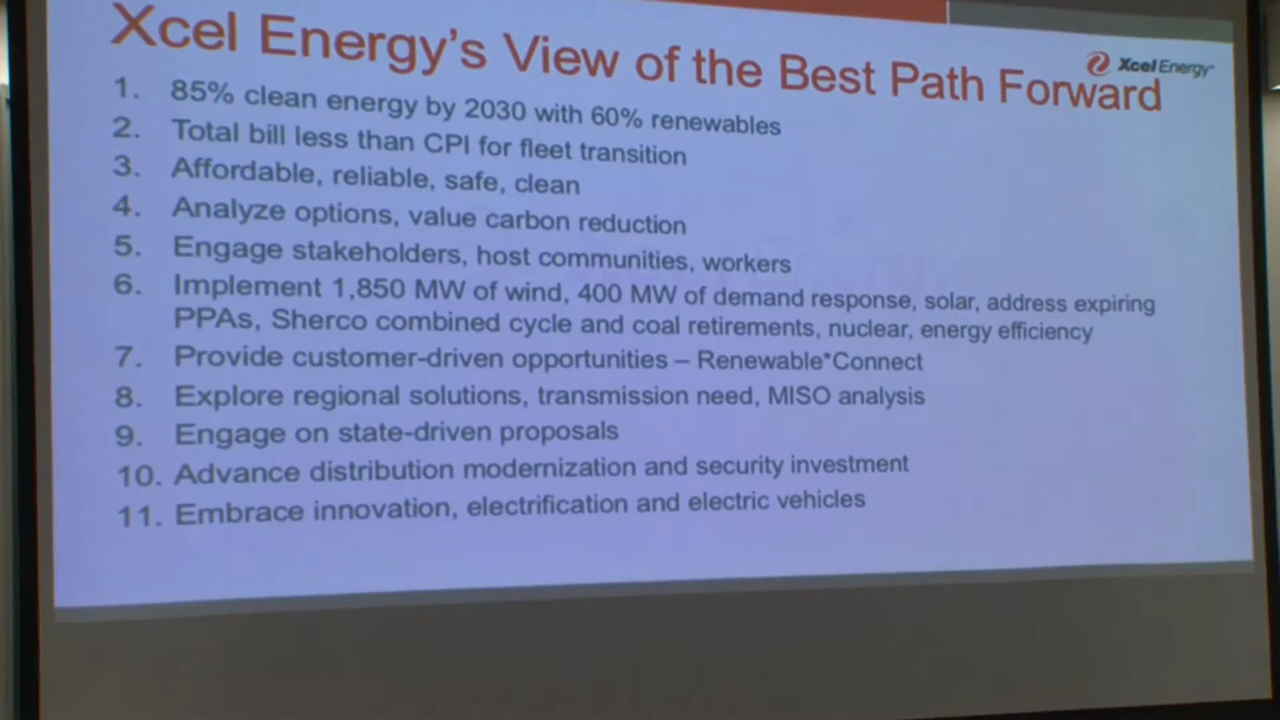 Xcel Energy's View of the Best Path Forward
XcelEnergy
1. 85% clean energy by 2030 with 60% renewables
2. Total bill less than CPI for fleet transition
3. Affordable, reliable, safe, clean
4. Analyze options, value carbon reduction
5. Engage stakeholders, host communities, workers
6. Implement 1,850 MW of wind, 400 MW of demand response, solar, address expiring
PPAs, Sherco combined cycle and coal retirements, nuclear, energy efficiency
7. Provide customer-driven opportunities – Renewable*Connect
8. Explore regional solutions, transmission need, MISO analysis
9. Engage on state-driven proposals
10. Advance distribution modernization and security investment
11. Embrace innovation, electrification and electric vehicles